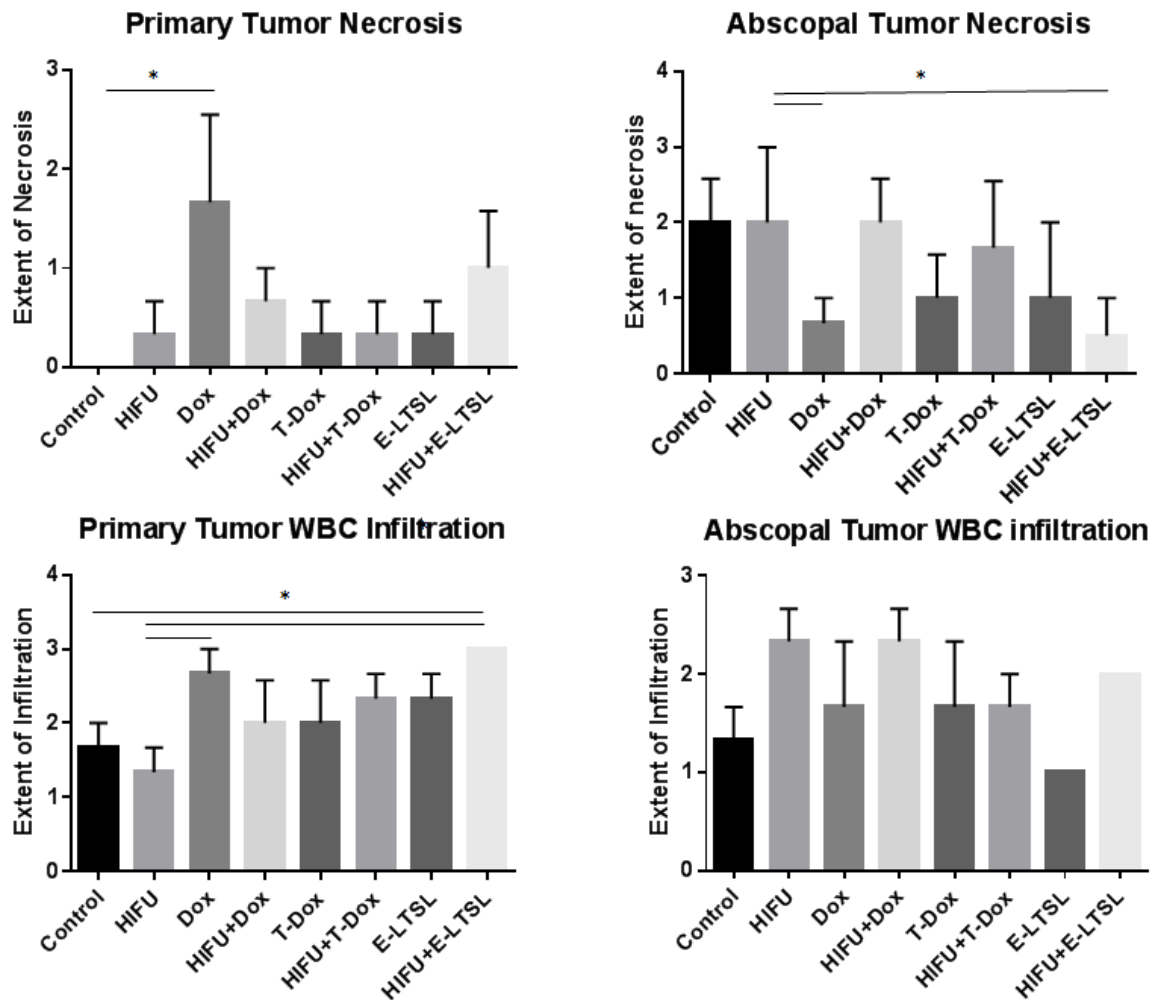 Primary Tumor Necrosis
Extent of Necrosis
3
2
1
0
*
Control
HIFU
Dox
HIFU+Dox
T-Dox
HIFU+T-Dox
E-LTSL
HIFU+E-LTSL
Abscopal Tumor Necrosis
Extent of necrosis
4
3
2
1
0
*
Control
HIFU
Dox
HIFU+Dox
T-Dox
HIFU+T-Dox
E-LTSL
HIFU+E-LTSL
Primary Tumor WBC Infiltration
Extent of Infiltration
4
3
2
1
0
*
Control
HIFU
Dox
HIFU+Dox
T-Dox
HIFU+T-Dox
E-LTSL
HIFU+E-LTSL
Abscopal Tumor WBC infiltration
Extent of Infiltration
3
2
1
0
Control
HIFU
Dox
HIFU+Dox
T-Dox
HIFU+T-Dox
E-LTSL
HIFU+E-LTSL